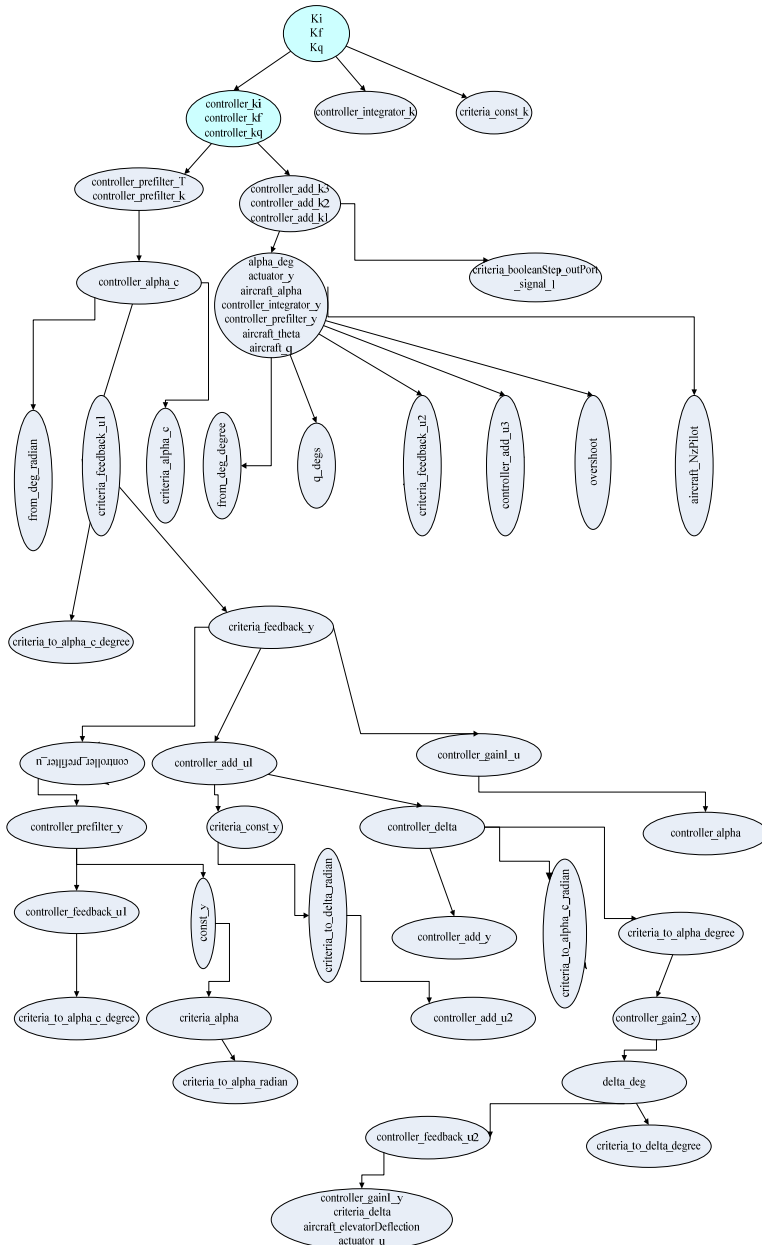 Ki
Kf
Kq
controller_ki
controller_kf
controller_kq
controller_integrator_k
criteria_const_k
controller_prefilter_T
controller_prefilter_k
controller_add_k3
controller_add_k2
controller_add_k1
controller_alpha_c
alpha_deg
actuator_y
aircraft_alpha
controller_integrator_y
controller_prefilter_y
aircraft_theta
aircraft_q
criteria_booleanStep_outPort
_signal_1
from_deg_radian
criteria_feedback_u1
criteria_alpha_c
from_deg_degree
q_degs
criteria_feedback_u2
controller_add_u3
overshoot
aircraft_NzPilot
criteria_to_alpha_c_degree
criteria_feedback_y
controller_prefilter_u
controller_add_u1
controller_gain1_u
controller_prefilter_y
criteria_const_y
controller_delta
controller_alpha
controller_feedback_u1
const_y
criteria_to_delta_radian
controller_add_y
criteria_to_alpha_c_radian
criteria_to_alpha_degree
criteria_to_alpha_c_degree
criteria_alpha
controller_add_u2
controller_gain2_y
criteria_to_alpha_radian
delta_deg
controller_feedback_u2
criteria_to_delta_degree
controller_gain1_y
criteria_delta
aircraft_elevatorDeflection
actuator_u